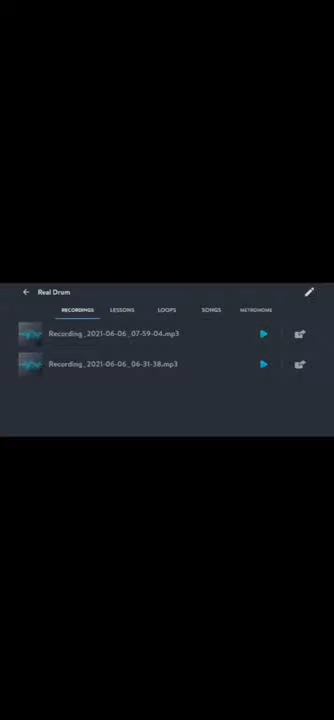 Real Drum
RECORDINGS LESSONS LOOPS SONGS METRONOME
Recording_2021-06-06_07-59-04.mp3
Recording_2021-06-06_06-31-38.mp3